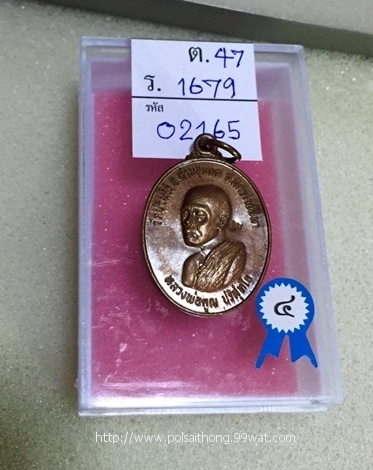 ต. 47
ร. 1679
รหัส
02165
หลวงพ่อคูณ ปริสุทโธ
๔
http://www.polsaithong.99wat.com/